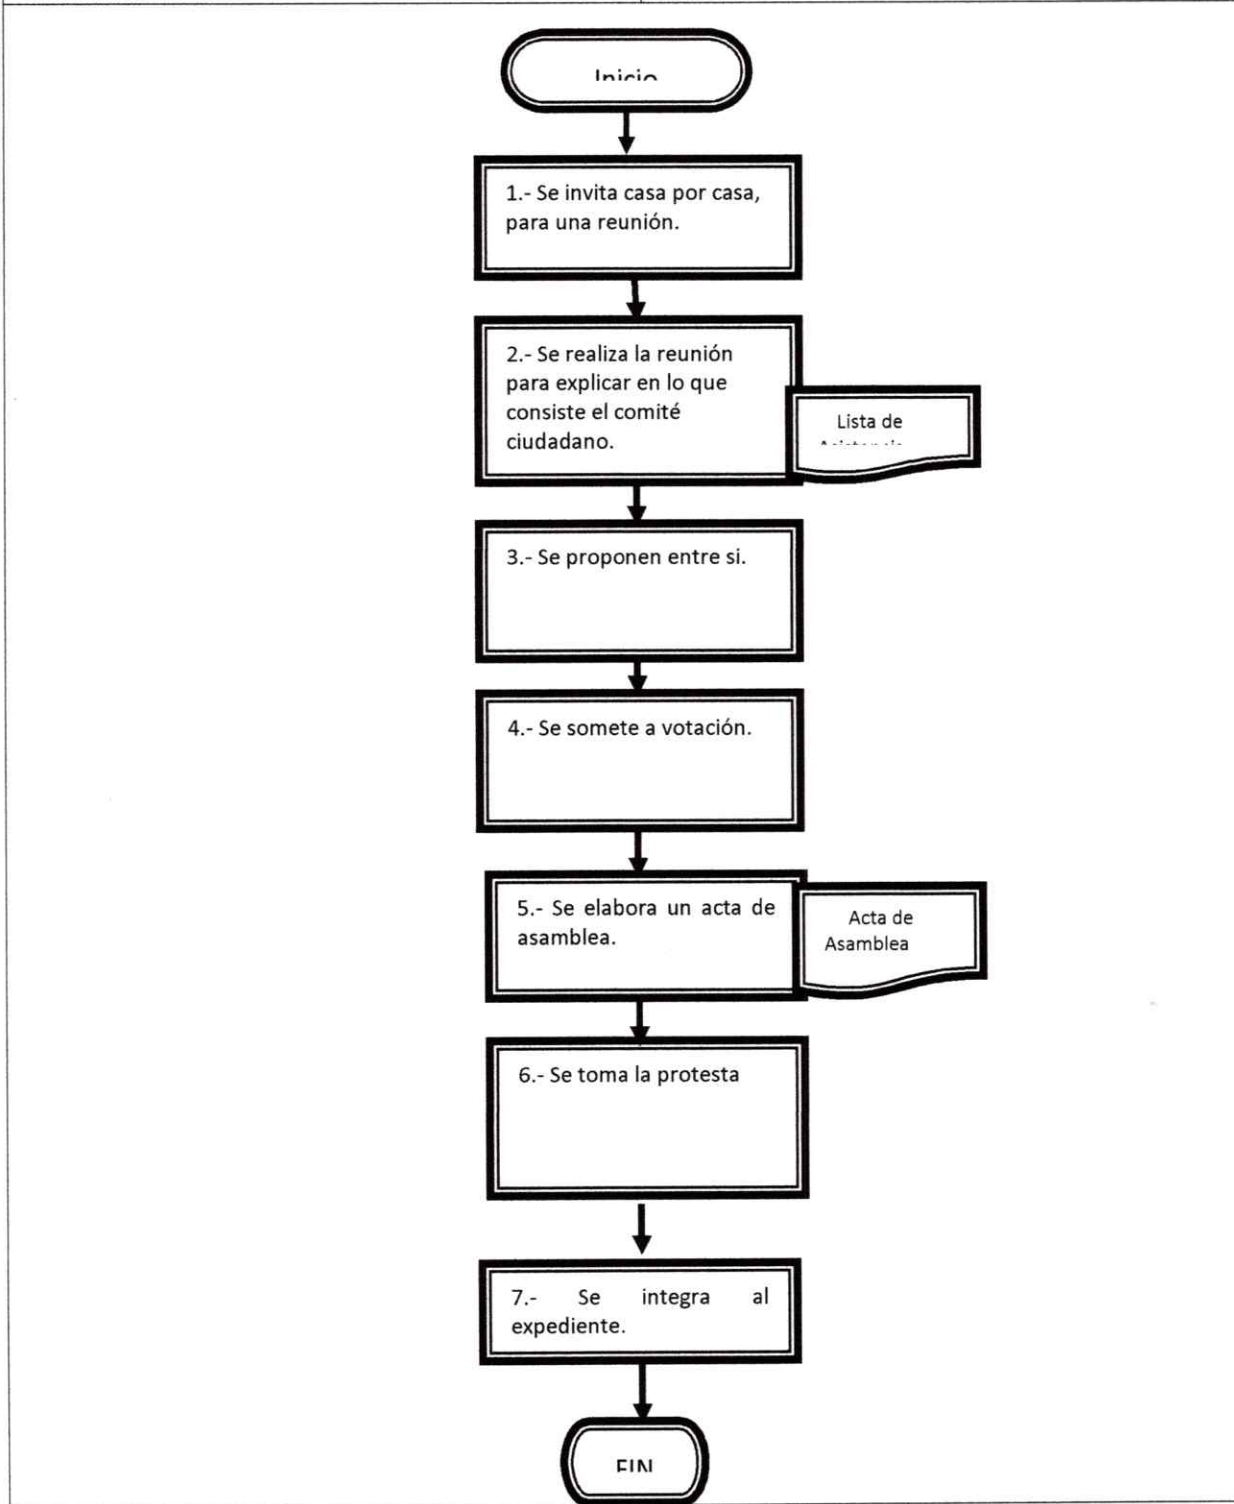 Inicio
1.- Se invita casa por casa,
para una reunión.
2.- Se realiza la reunión
para explicar en lo que
consiste el comité
ciudadano.
Lista de
3.- Se proponen entre si.
4.- Se somete a votación.
5.- Se elabora un acta de
asamblea.
Acta de
Asamblea
6.- Se toma la protesta
7.- Se integra al
expediente.
FIN